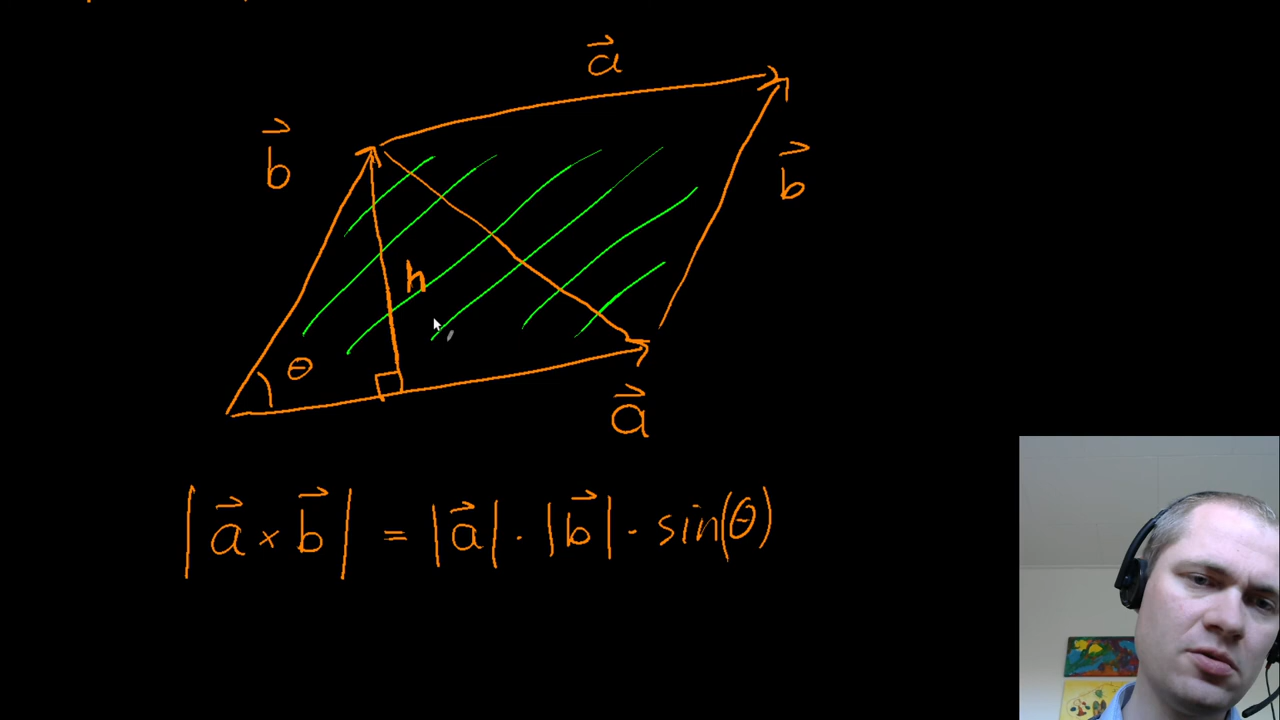 a⃗
b⃗
b⃗
h
θ
a⃗
|a⃗ × b⃗| = |a⃗| · |b⃗| · sin(θ)